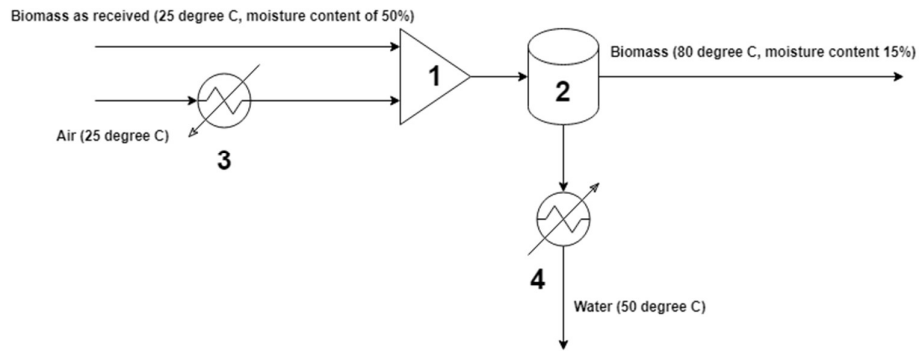 Biomass as received (25 degree C, moisture content of 50%)
Biomass (80 degree C, moisture content 15%)
1
2
Air (25 degree C)
3
4
Water (50 degree C)